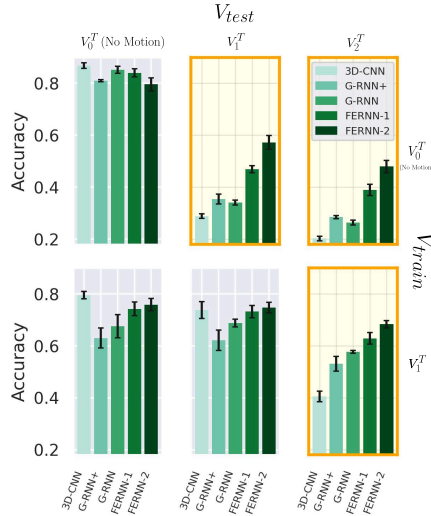 V_test
V_0^T (No Motion) V_1^T V_2^T
Accuracy
0.8
0.6
0.4
0.2
3D-CNN
G-RNN+
G-RNN
FERNN-1
FERNN-2
V_0^T
(No Motion)
V_train
Accuracy
0.8
0.6
0.4
0.2
V_1^T
3D-CNN G-RNN+ G-RNN FERNN-1 FERNN-2
3D-CNN G-RNN+ G-RNN FERNN-1 FERNN-2
3D-CNN G-RNN+ G-RNN FERNN-1 FERNN-2